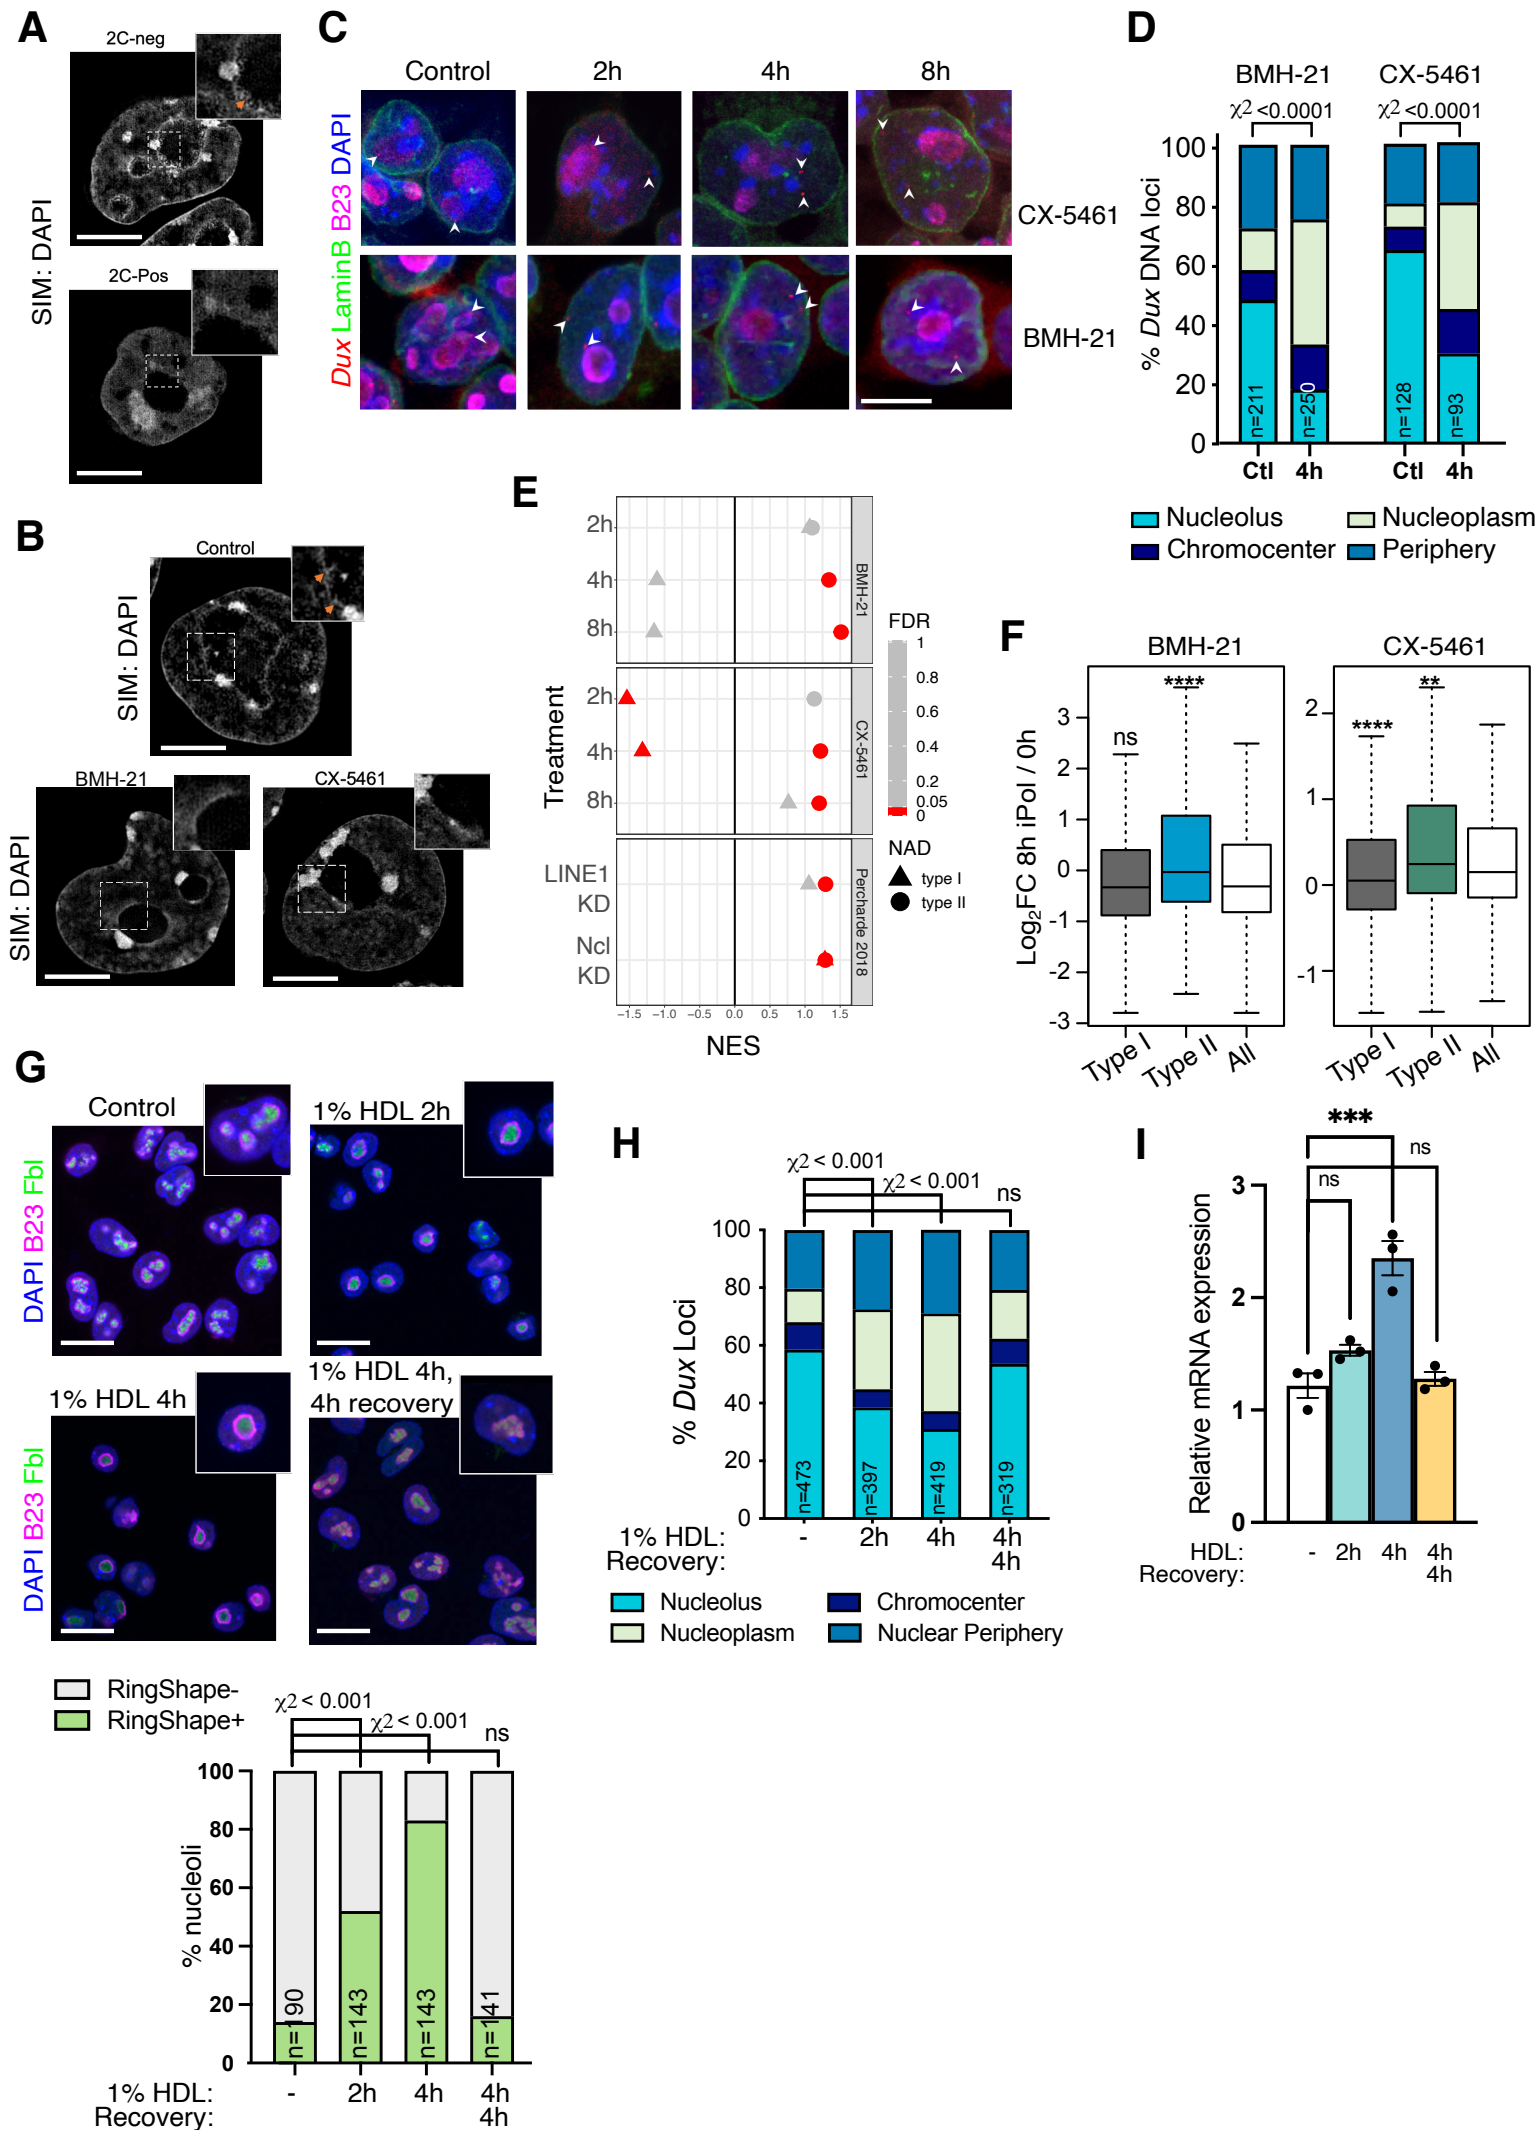 A
2C-neg
SIM: DAPI
2C-Pos
B
Control
SIM: DAPI
BMH-21
CX-5461
SIM: DAPI
C
Control
2h
4h
8h
Dux LaminB B23 DAPI
CX-5461
BMH-21
D
BMH-21
CX-5461
χ2 <0.0001
χ2 <0.0001
% Dux DNA loci
100
80
60
40
20
0
n=211
n=250
n=128
n=93
Ctl
4h
Ctl
4h
Nucleolus
Nucleoplasm
Chromocenter
Periphery
E
Treatment
2h
4h
8h
BMH-21
2h
4h
8h
CX-5461
LINE1
KD
Ncl
KD
Percharde 2018
−1.5
−1.0
−0.5
0.0
0.5
1.0
1.5
NES
FDR
1
0.8
0.6
0.4
0.2
0.05
0
NAD
type I
type II
F
BMH-21
CX-5461
Log2FC 8h iPol / 0h
3
2
1
0
-1
-2
-3
ns
****
Type I
Type II
All
2
1
0
-1
****
**
Type I
Type II
All
G
Control
1% HDL 2h
DAPI B23 Fbl
1% HDL 4h
1% HDL 4h,
4h recovery
DAPI B23 Fbl
RingShape-
RingShape+
χ2 < 0.001
χ2 < 0.001
ns
% nucleoli
100
80
60
40
20
0
n=190
n=143
n=143
n=141
1% HDL:
-
2h
4h
4h
Recovery:
4h
H
χ2 < 0.001
χ2 < 0.001
ns
% Dux Loci
100
80
60
40
20
0
n=473
n=397
n=419
n=319
1% HDL:
-
2h
4h
4h
Recovery:
4h
Nucleolus
Chromocenter
Nucleoplasm
Nuclear Periphery
I
***
ns
ns
Relative mRNA expression
3
2
1
0
HDL:
-
2h
4h
4h
Recovery:
4h